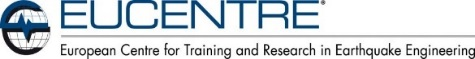 EUCENTRE®
European Centre for Training and Research in Earthquake Engineering